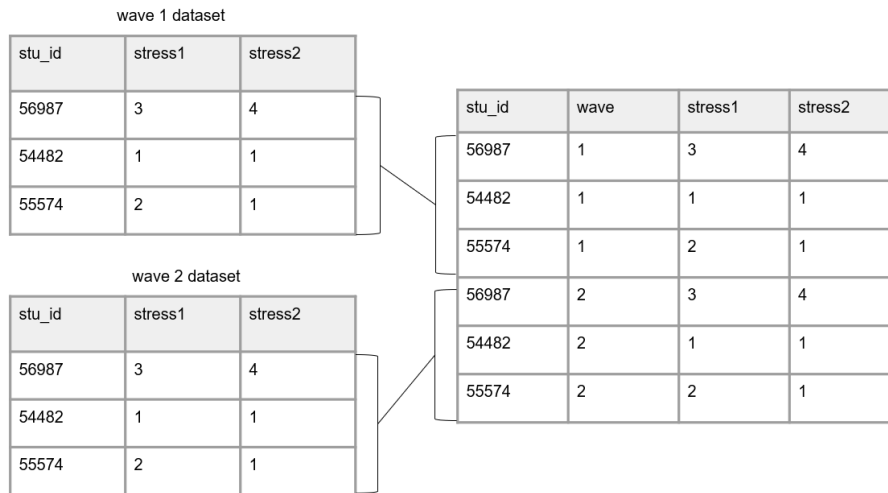 wave 1 dataset
stu_id stress1 stress2
56987 3 4
54482 1 1
55574 2 1
wave 2 dataset
stu_id stress1 stress2
56987 3 4
54482 1 1
55574 2 1
stu_id wave stress1 stress2
56987 1 3 4
54482 1 1 1
55574 1 2 1
56987 2 3 4
54482 2 1 1
55574 2 2 1